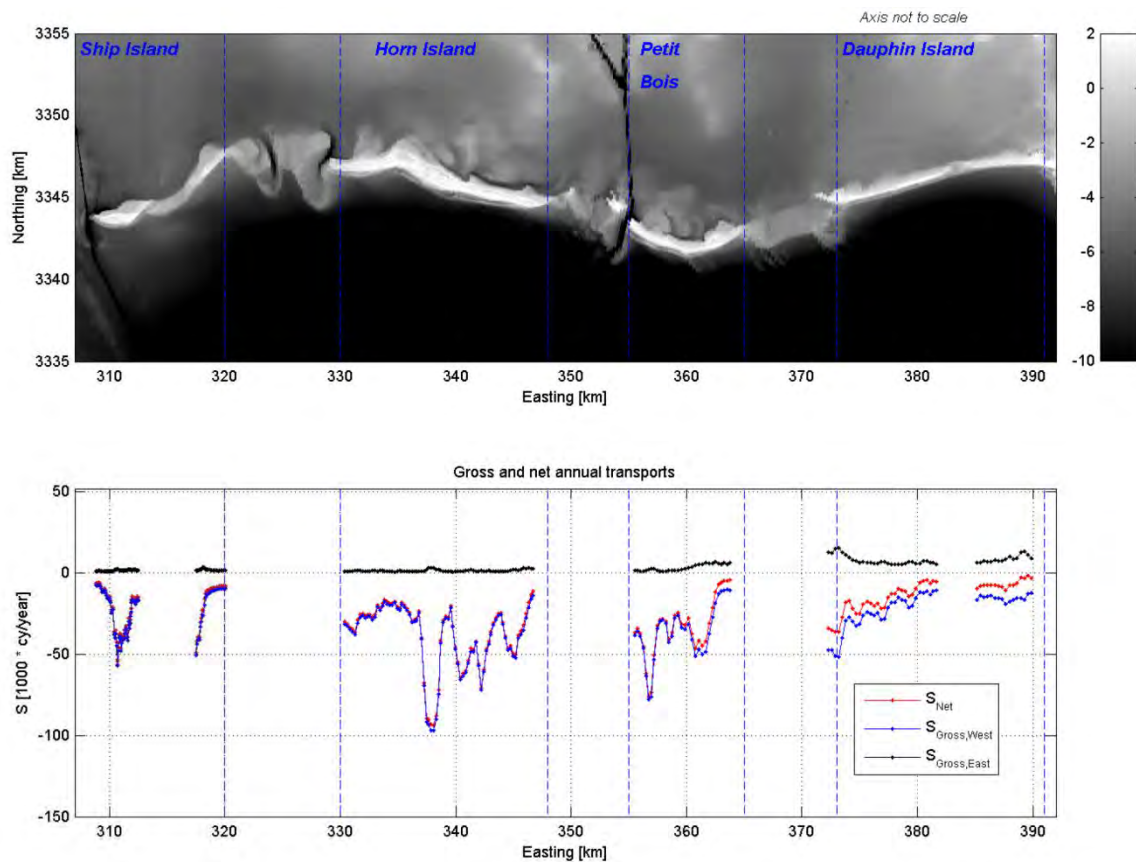 Axis not to scale
3355
3350
3345
3340
3335
Northing [km]
Ship Island
Horn Island
Petit
Bois
Dauphin Island
2
0
-2
-4
-6
-8
-10
310 320 330 340 350 360 370 380 390
Easting [km]
Gross and net annual transports
50
0
-50
-100
-150
S [1000 * cy/year]
S Net
S Gross,West
S Gross,East
310 320 330 340 350 360 370 380 390
Easting [km]